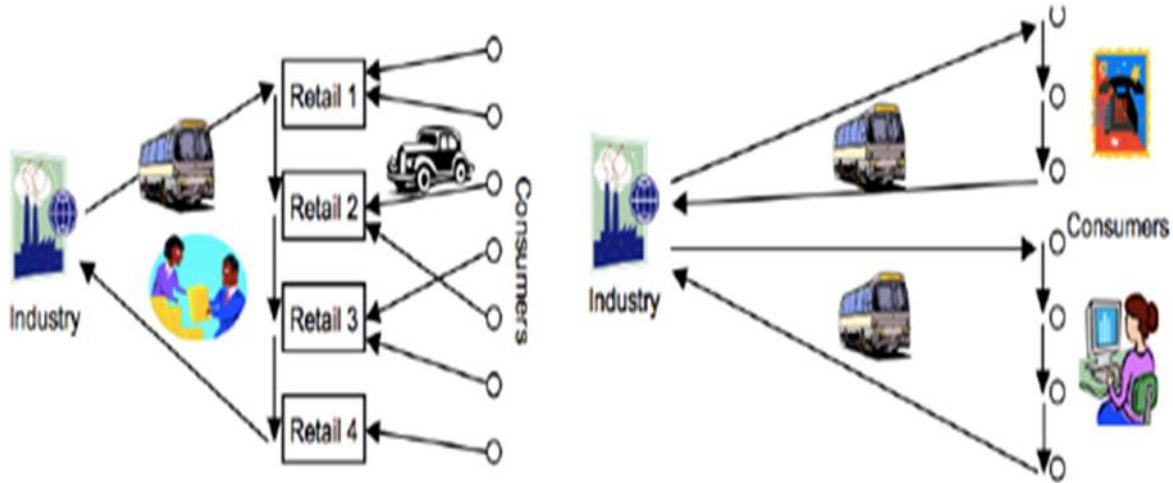 Industry
Retail 1
Retail 2
Retail 3
Retail 4
Consumers
Industry
Consumers